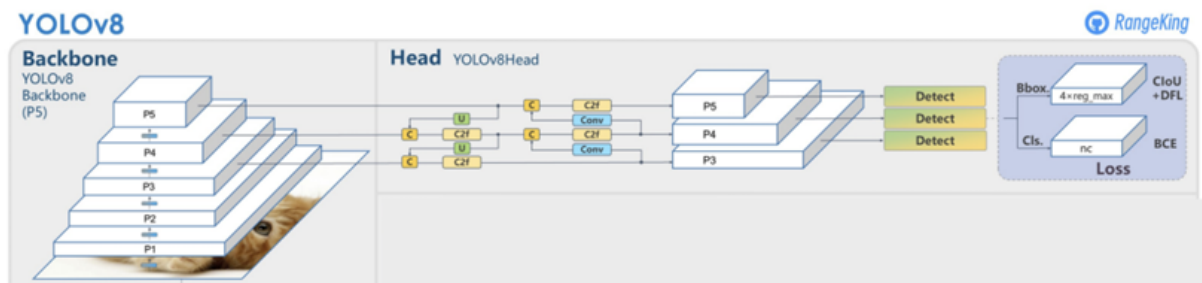 YOLOv8
RangeKing
Backbone
YOLOv8
Backbone
(P5)
P5
P4
P3
P2
P1
Head YOLOv8Head
C C2f
U Conv
C C2f C C2f
U Conv
C C2f
P5
P4
P3
Detect
Detect
Detect
Bbox. 4×reg_max CIoU
+DFL
Cls. nc BCE
Loss